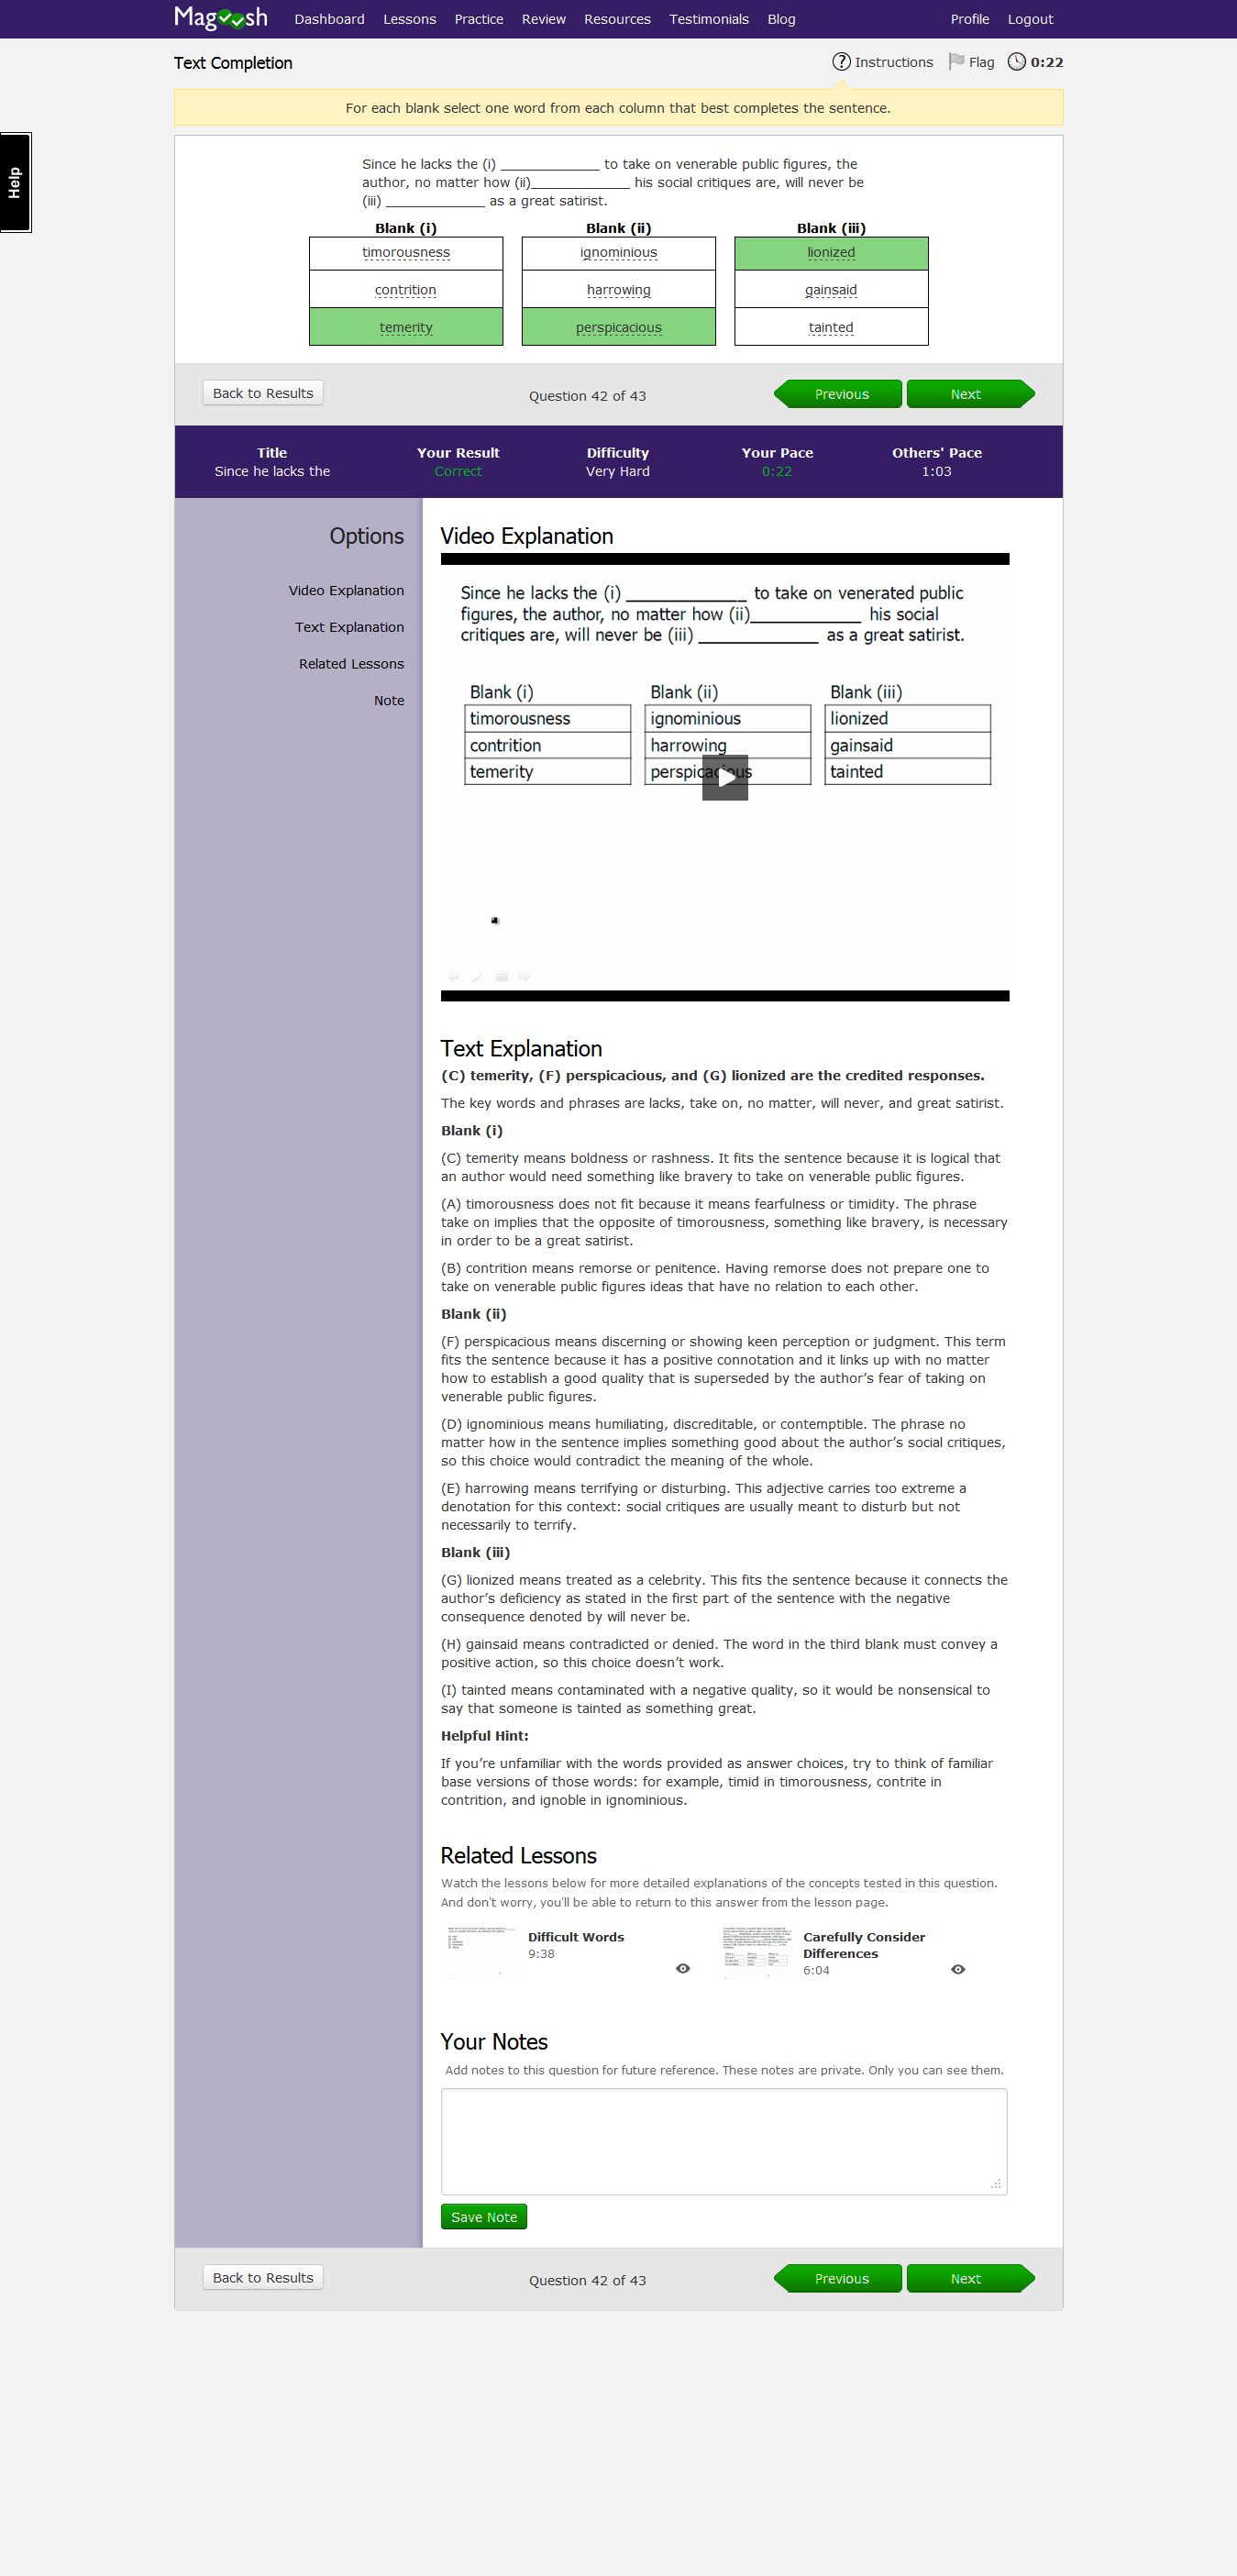 Magoosh Dashboard Lessons Practice Review Resources Testimonials Blog Profile Logout
Text Completion Instructions Flag 0:22
For each blank select one word from each column that best completes the sentence.
Help
Since he lacks the (i) ______________ to take on venerable public figures, the
author, no matter how (ii)______________ his social critiques are, will never be
(iii) ______________ as a great satirist.
Blank (i) Blank (ii) Blank (iii)
timorousness ignominious lionized
contrition harrowing gainsaid
temerity perspicacious tainted
Back to Results Question 42 of 43 Previous Next
Title Your Result Difficulty Your Pace Others' Pace
Since he lacks the Correct Very Hard 0:22 1:03
Options
Video Explanation
Text Explanation
Related Lessons
Note
Video Explanation
Since he lacks the (i) ______________ to take on venerated public
figures, the author, no matter how (ii)_____________ his social
critiques are, will never be (iii) ______________ as a great satirist.
Blank (i) Blank (ii) Blank (iii)
timorousness ignominious lionized
contrition harrowing gainsaid
temerity perspicacious tainted
Text Explanation
(C) temerity, (F) perspicacious, and (G) lionized are the credited responses.
The key words and phrases are lacks, take on, no matter, will never, and great satirist.
Blank (i)
(C) temerity means boldness or rashness. It fits the sentence because it is logical that
an author would need something like bravery to take on venerable public figures.
(A) timorousness does not fit because it means fearfulness or timidity. The phrase
take on implies that the opposite of timorousness, something like bravery, is necessary
in order to be a great satirist.
(B) contrition means remorse or penitence. Having remorse does not prepare one to
take on venerable public figures ideas that have no relation to each other.
Blank (ii)
(F) perspicacious means discerning or showing keen perception or judgment. This term
fits the sentence because it has a positive connotation and it links up with no matter
how to establish a good quality that is superseded by the author’s fear of taking on
venerable public figures.
(D) ignominious means humiliating, discreditable, or contemptible. The phrase no
matter how in the sentence implies something good about the author’s social critiques,
so this choice would contradict the meaning of the whole.
(E) harrowing means terrifying or disturbing. This adjective carries too extreme a
denotation for this context: social critiques are usually meant to disturb but not
necessarily to terrify.
Blank (iii)
(G) lionized means treated as a celebrity. This fits the sentence because it connects the
author’s deficiency as stated in the first part of the sentence with the negative
consequence denoted by will never be.
(H) gainsaid means contradicted or denied. The word in the third blank must convey a
positive action, so this choice doesn’t work.
(I) tainted means contaminated with a negative quality, so it would be nonsensical to
say that someone is tainted as something great.
Helpful Hint:
If you’re unfamiliar with the words provided as answer choices, try to think of familiar
base versions of those words: for example, timid in timorousness, contrite in
contrition, and ignoble in ignominious.
Related Lessons
Watch the lessons below for more detailed explanations of the concepts tested in this question.
And don't worry, you'll be able to return to this answer from the lesson page.
Difficult Words
9:38
Carefully Consider
Differences
6:04
Your Notes
Add notes to this question for future reference. These notes are private. Only you can see them.
Save Note
Back to Results Question 42 of 43 Previous Next